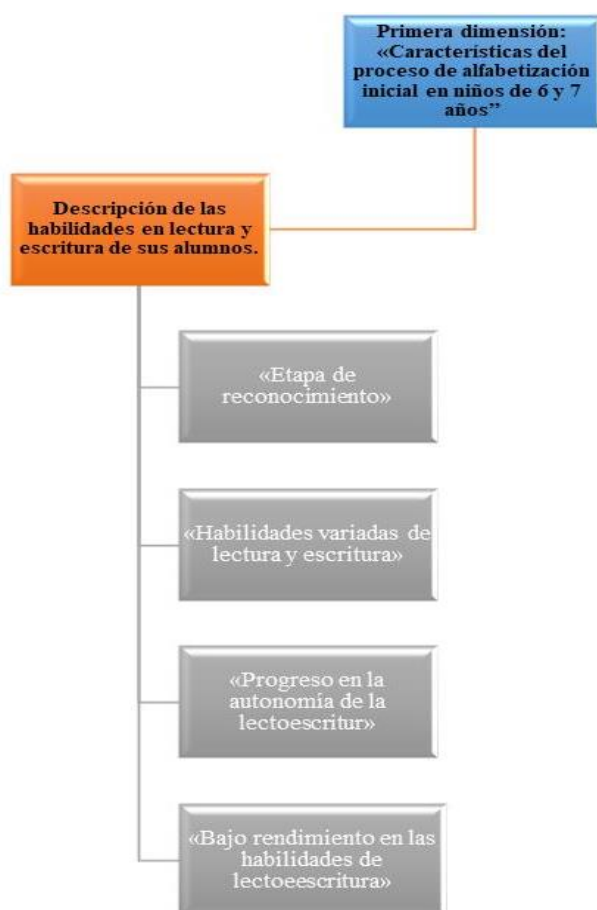 Primera dimensión:
«Características del
proceso de alfabetización
inicial en niños de 6 y 7
años”
Descripción de las
habilidades en lectura y
escritura de sus alumnos.
«Etapa de
reconocimiento»
«Habilidades variadas de
lectura y escritura»
«Progreso en la
autonomía de la
lectoescritur»
«Bajo rendimiento en las
habilidades de
lectoeescritura»